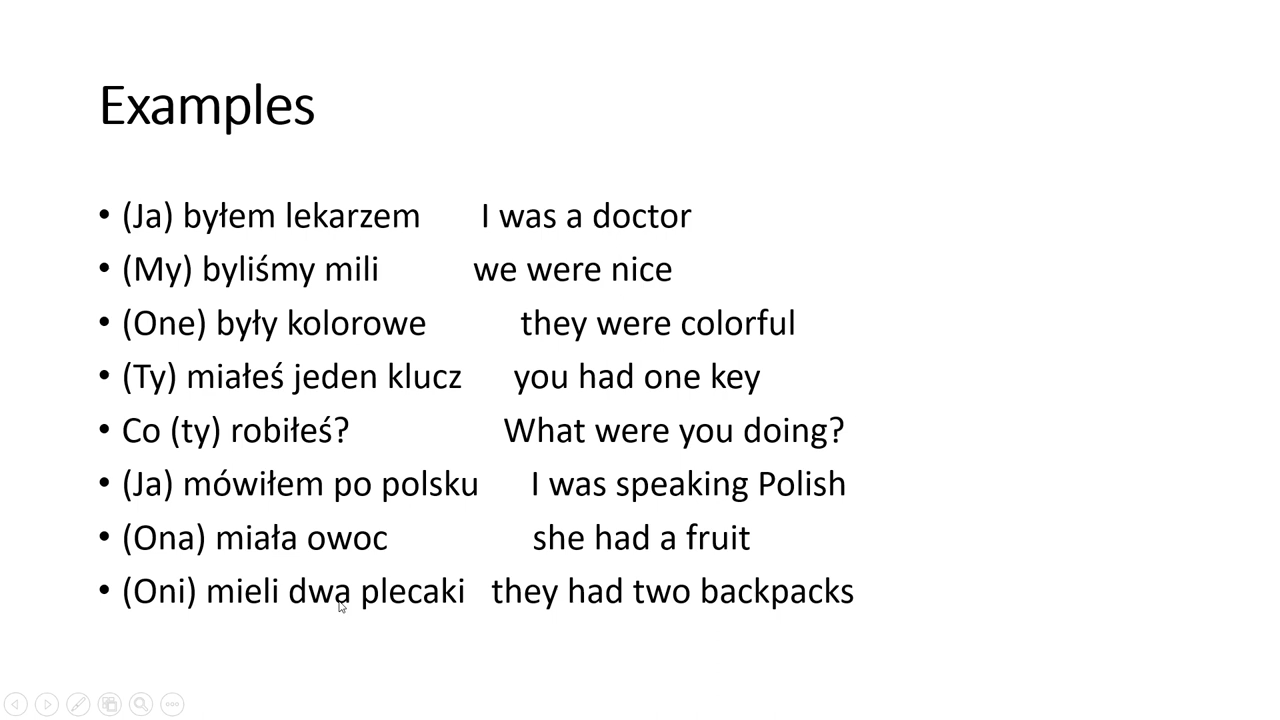 Examples
• (Ja) byłem lekarzem I was a doctor
• (My) byliśmy mili we were nice
• (One) były kolorowe they were colorful
• (Ty) miałeś jeden klucz you had one key
• Co (ty) robiłeś? What were you doing?
• (Ja) mówiłem po polsku I was speaking Polish
• (Ona) miała owoc she had a fruit
• (Oni) mieli dwa plecaki they had two backpacks